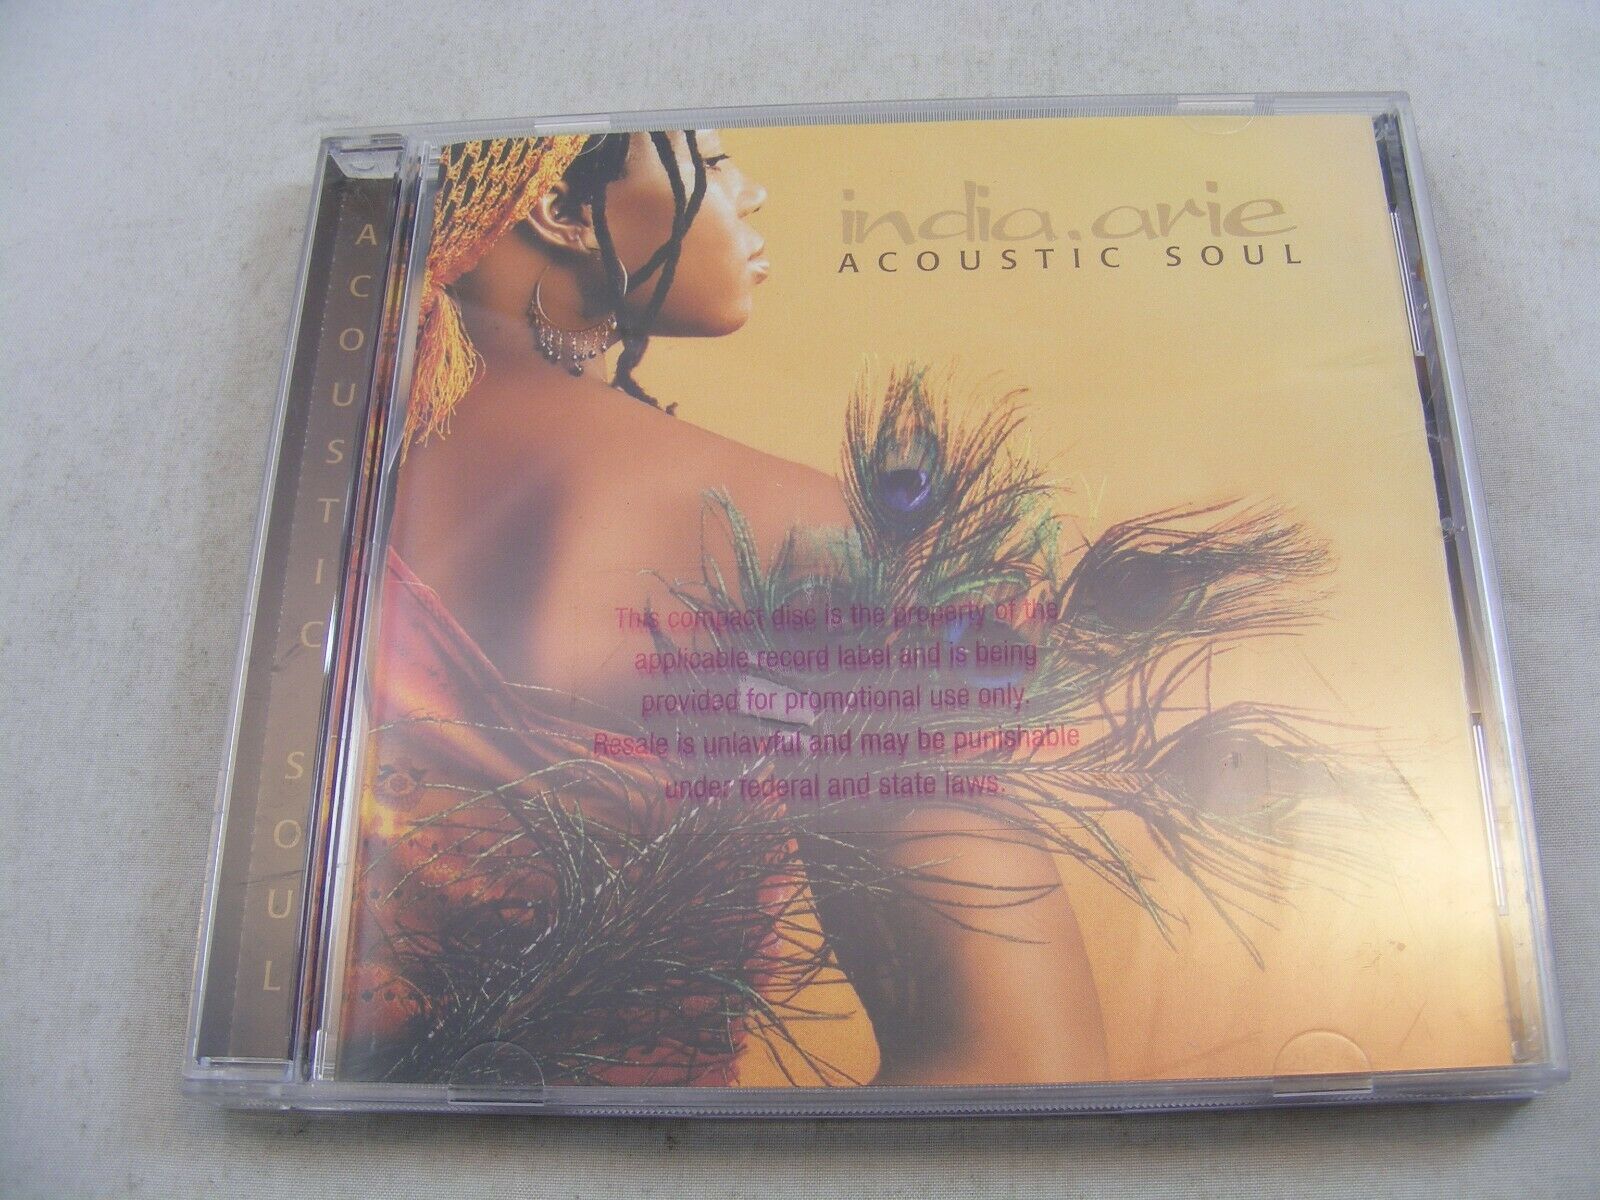 india.arie
ACOUSTIC SOUL
ACOUSTIC SOUL
This compact disc is the property of the
applicable record label and is being
provided for promotional use only.
Resale is unlawful and may be punishable
under federal and state laws.